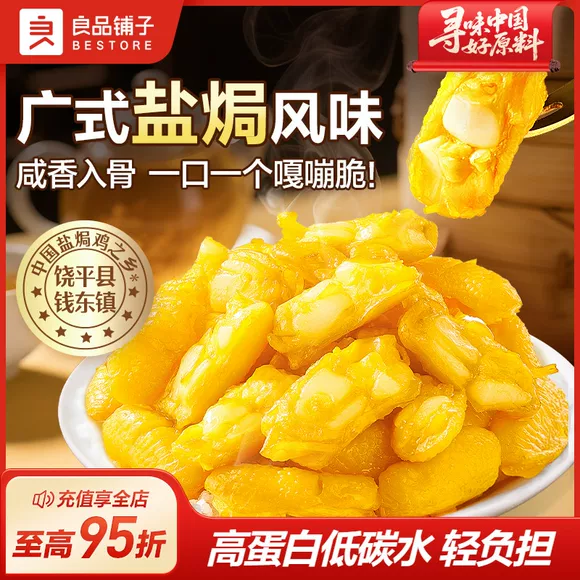 良品铺子
BESTORE
寻味中国
好原料
广式盐焗风味
咸香入骨 一口一个嘎嘣脆!
中国盐焗鸡之乡*
饶平县
钱东镇
充值享全店
至高95折
高蛋白低碳水 轻负担